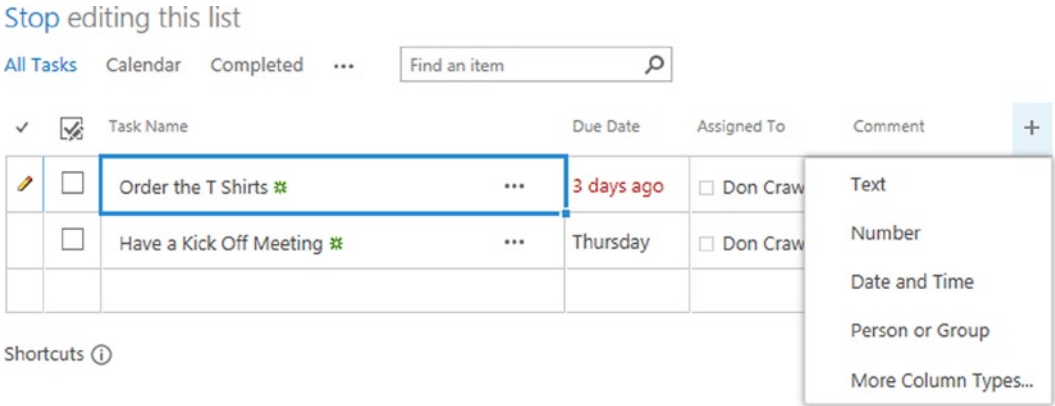 Stop editing this list
All Tasks Calendar Completed ... Find an item
Task Name Due Date Assigned To Comment +
Order the T Shirts ... 3 days ago Don Craw
Have a Kick Off Meeting ... Thursday Don Craw
Text
Number
Date and Time
Person or Group
More Column Types...
Shortcuts